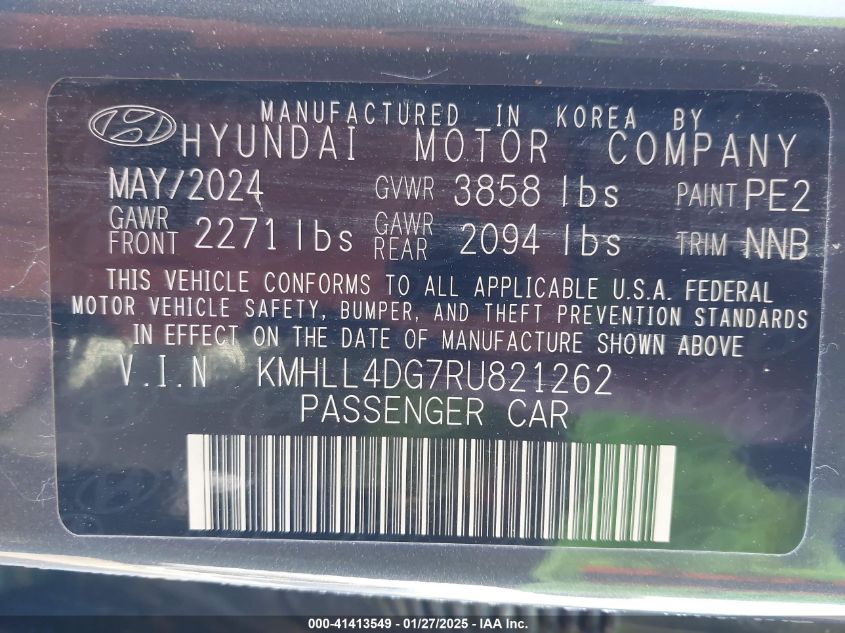 MANUFACTURED IN KOREA BY
HYUNDAI MOTOR COMPANY
MAY/2024 GVWR 3858 lbs PAINT PE2
GAWR FRONT 2271 lbs GAWR REAR 2094 lbs TRIM NNB
THIS VEHICLE CONFORMS TO ALL APPLICABLE U.S.A. FEDERAL
MOTOR VEHICLE SAFETY, BUMPER, AND THEFT PREVENTION STANDARDS
IN EFFECT ON THE DATE OF MANUFACTURE SHOWN ABOVE
V.I.N KMHLL4DG7RU821262
PASSENGER CAR
000-41413549 | 01/27/2025 - IAA Inc.